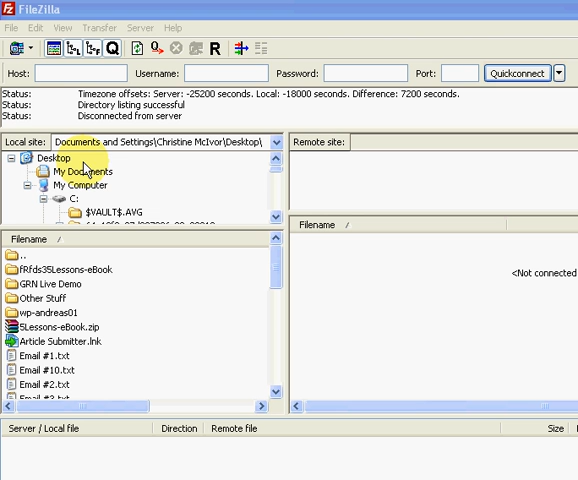 FileZilla
File Edit View Transfer Server Help
R
Host: Username: Password: Port: Quickconnect
Status: Timezone offsets: Server: -25200 seconds. Local: -18000 seconds. Difference: 7200 seconds.
Status: Directory listing successful
Status: Disconnected from server
Local site: Documents and Settings\Christine McIvor\Desktop\ Remote site:
Desktop
My Documents
My Computer
C:
$VAULT$.AVG
Filename / Filename /
..
fRfds35Lessons-eBook
GRN Live Demo
Other Stuff
wp-andreas01
5Lessons-eBook.zip
Article Submitter.lnk
Email #1.txt
Email #10.txt
Email #2.txt
Email #3.txt
<Not connected
Server / Local file Direction Remote file Size